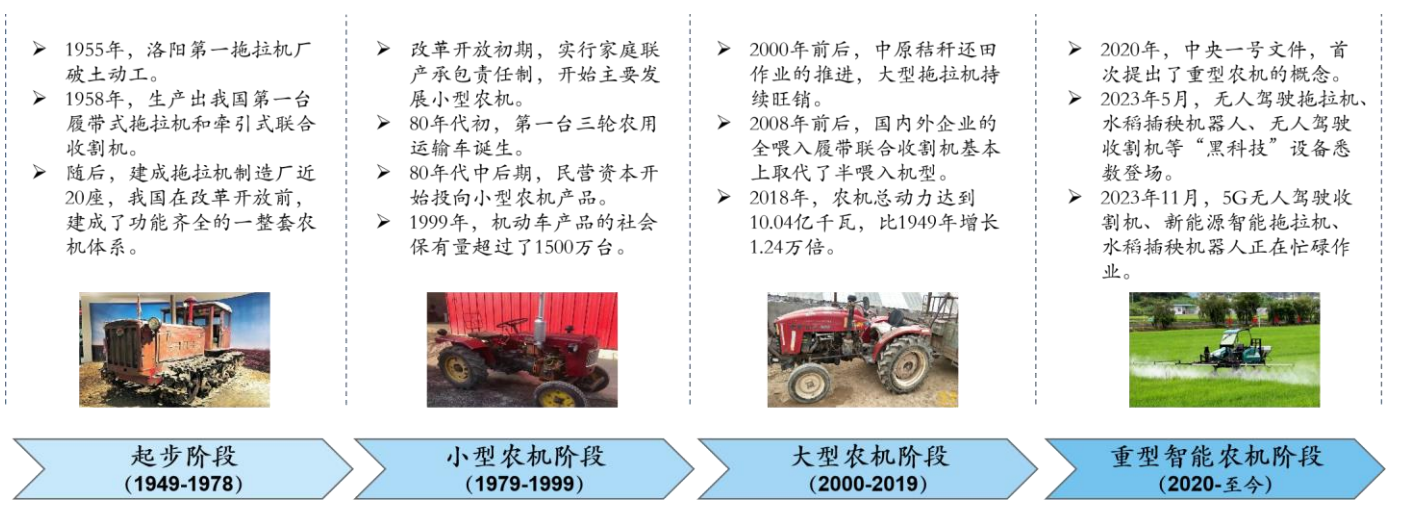 ➢ 1955年，洛阳第一拖拉机厂
破土动工。
➢ 1958年，生产出我国第一台
履带式拖拉机和牵引式联合
收割机。
➢ 随后，建成拖拉机制造厂近
20座，我国在改革开放前，
建成了功能齐全的一整套农
机体系。
起步阶段
（1949-1978）
➢ 改革开放初期，实行家庭联
产承包责任制，开始主要发
展小型农机。
➢ 80年代初，第一台三轮农用
运输车诞生。
➢ 80年代中后期，民营资本开
始投向小型农机产品。
➢ 1999年，机动车产品的社会
保有量超过了1500万台。
小型农机阶段
（1979-1999）
➢ 2000年前后，中原秸秆还田
作业的推进，大型拖拉机持
续旺销。
➢ 2008年前后，国内外企业的
全喂入履带联合收割机基本
上取代了半喂入机型。
➢ 2018年，农机总动力达到
10.04亿千瓦，比1949年增长
1.24万倍。
大型农机阶段
（2000-2019）
➢ 2020年，中央一号文件，首
次提出了重型农机的概念。
➢ 2023年5月，无人驾驶拖拉机、
水稻插秧机器人、无人驾驶
收割机等“黑科技”设备悉
数登场。
➢ 2023年11月，5G无人驾驶收
割机、新能源智能拖拉机、
水稻插秧机器人正在忙碌作
业。
重型智能农机阶段
（2020-至今）